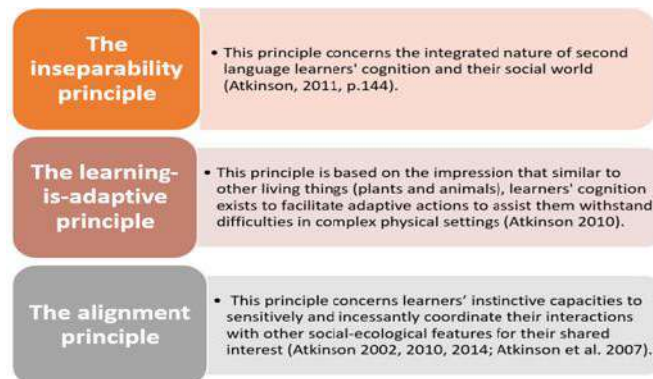 The
inseparability
principle
• This principle concerns the integrated nature of second
language learners' cognition and their social world
(Atkinson, 2011, p.144).
The learning-
is-adaptive
principle
• This principle is based on the impression that similar to
other living things (plants and animals), learners' cognition
exists to facilitate adaptive actions to assist them withstand
difficulties in complex physical settings (Atkinson 2010).
The alignment
principle
• This principle concerns learners’ instinctive capacities to
sensitively and incessantly coordinate their interactions
with other social-ecological features for their shared
interest (Atkinson 2002, 2010, 2014; Atkinson et al. 2007).